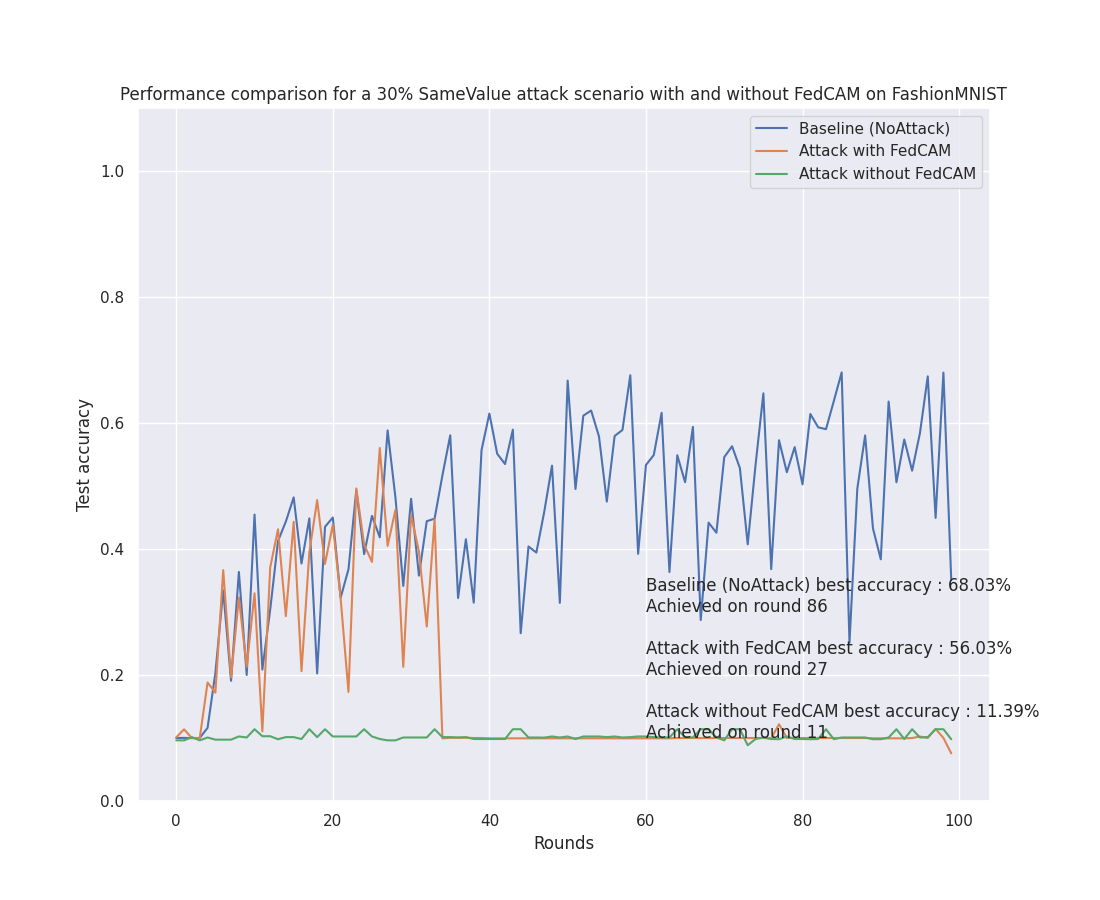 Performance comparison for a 30% SameValue attack scenario with and without FedCAM on FashionMNIST
Baseline (NoAttack)
Attack with FedCAM
Attack without FedCAM
1.0
0.8
0.6
0.4
0.2
0.0
Test accuracy
Baseline (NoAttack) best accuracy : 68.03%
Achieved on round 86
Attack with FedCAM best accuracy : 56.03%
Achieved on round 27
Attack without FedCAM best accuracy : 11.39%
Achieved on round 11
0 20 40 60 80 100
Rounds